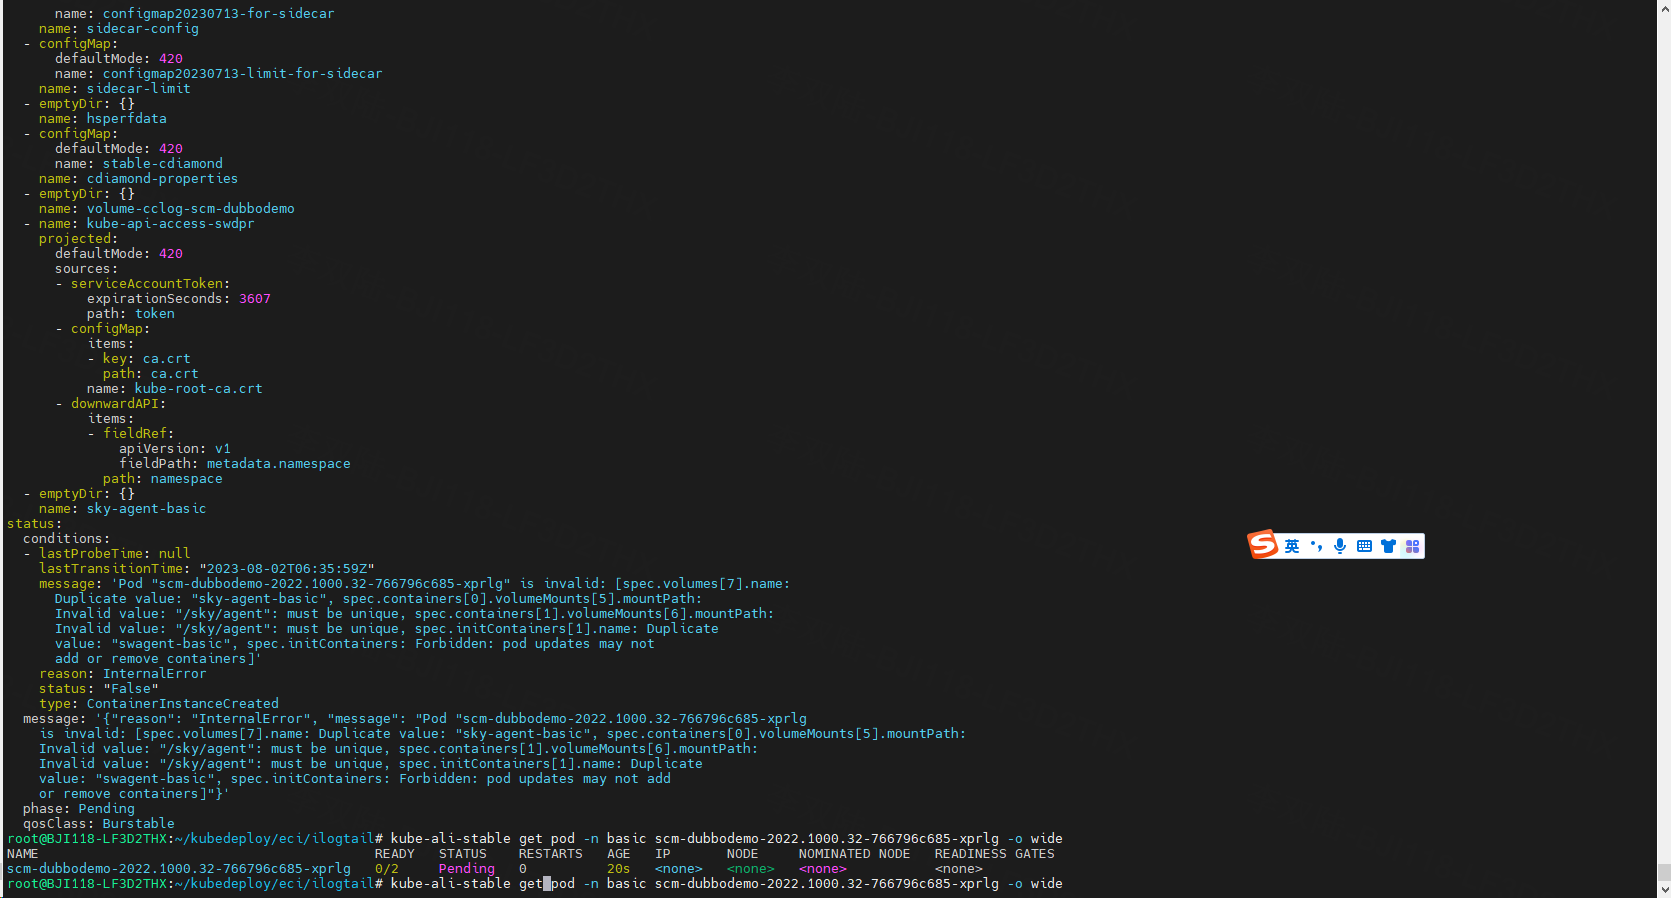 name: configmap20230713-for-sidecar
    name: sidecar-config
  - configMap:
      defaultMode: 420
      name: configmap20230713-limit-for-sidecar
    name: sidecar-limit
  - emptyDir: {}
    name: hsperfdata
  - configMap:
      defaultMode: 420
      name: stable-cdiamond
    name: cdiamond-properties
  - emptyDir: {}
    name: volume-cclog-scm-dubbodemo
  - name: kube-api-access-swdpr
    projected:
      defaultMode: 420
      sources:
      - serviceAccountToken:
          expirationSeconds: 3607
          path: token
      - configMap:
          items:
          - key: ca.crt
            path: ca.crt
          name: kube-root-ca.crt
      - downwardAPI:
          items:
          - fieldRef:
              apiVersion: v1
              fieldPath: metadata.namespace
            path: namespace
  - emptyDir: {}
    name: sky-agent-basic
status:
  conditions:
  - lastProbeTime: null
    lastTransitionTime: "2023-08-02T06:35:59Z"
    message: 'Pod "scm-dubbodemo-2022.1000.32-766796c685-xprlg" is invalid: [spec.volumes[7].name:
      Duplicate value: "sky-agent-basic", spec.containers[0].volumeMounts[5].mountPath:
      Invalid value: "/sky/agent": must be unique, spec.containers[1].volumeMounts[6].mountPath:
      Invalid value: "/sky/agent": must be unique, spec.initContainers[1].name: Duplicate
      value: "swagent-basic", spec.initContainers: Forbidden: pod updates may not
      add or remove containers]'
    reason: InternalError
    status: "False"
    type: ContainerInstanceCreated
  message: '{"reason": "InternalError", "message": "Pod "scm-dubbodemo-2022.1000.32-766796c685-xprlg
    is invalid: [spec.volumes[7].name: Duplicate value: "sky-agent-basic", spec.containers[0].volumeMounts[5].mountPath:
    Invalid value: "/sky/agent": must be unique, spec.containers[1].volumeMounts[6].mountPath:
    Invalid value: "/sky/agent": must be unique, spec.initContainers[1].name: Duplicate
    value: "swagent-basic", spec.initContainers: Forbidden: pod updates may not add
    or remove containers]"}'
  phase: Pending
  qosClass: Burstable
root@BJI118-LF3D2THX:~/kubedeploy/eci/ilogtail# kube-ali-stable get pod -n basic scm-dubbodemo-2022.1000.32-766796c685-xprlg -o wide
NAME                                          READY   STATUS    RESTARTS   AGE   IP       NODE     NOMINATED NODE   READINESS GATES
scm-dubbodemo-2022.1000.32-766796c685-xprlg   0/2     Pending   0          20s   <none>   <none>   <none>           <none>
root@BJI118-LF3D2THX:~/kubedeploy/eci/ilogtail# kube-ali-stable get pod -n basic scm-dubbodemo-2022.1000.32-766796c685-xprlg -o wide
S 英